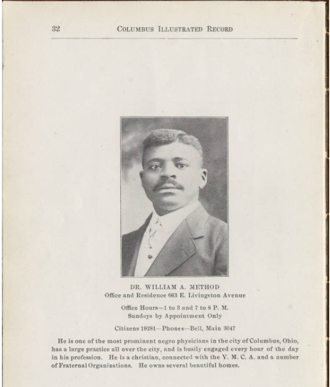 32
COLUMBUS ILLUSTRATED RECORD
DR. WILLIAM A. METHOD
Office and Residence 663 E. Livingston Avenue
Office Hours—1 to 3 and 7 to 8 P. M.
Sundays by Appointment Only
Citizens 19281—Phones—Bell, Main 3047
He is one of the most prominent negro physicians in the city of Columbus, Ohio,
has a large practice all over the city, and is busily engaged every hour of the day
in his profession. He is a christian, connected with the Y. M. C. A. and a number
of Fraternal Organizations. He owns several beautiful homes.